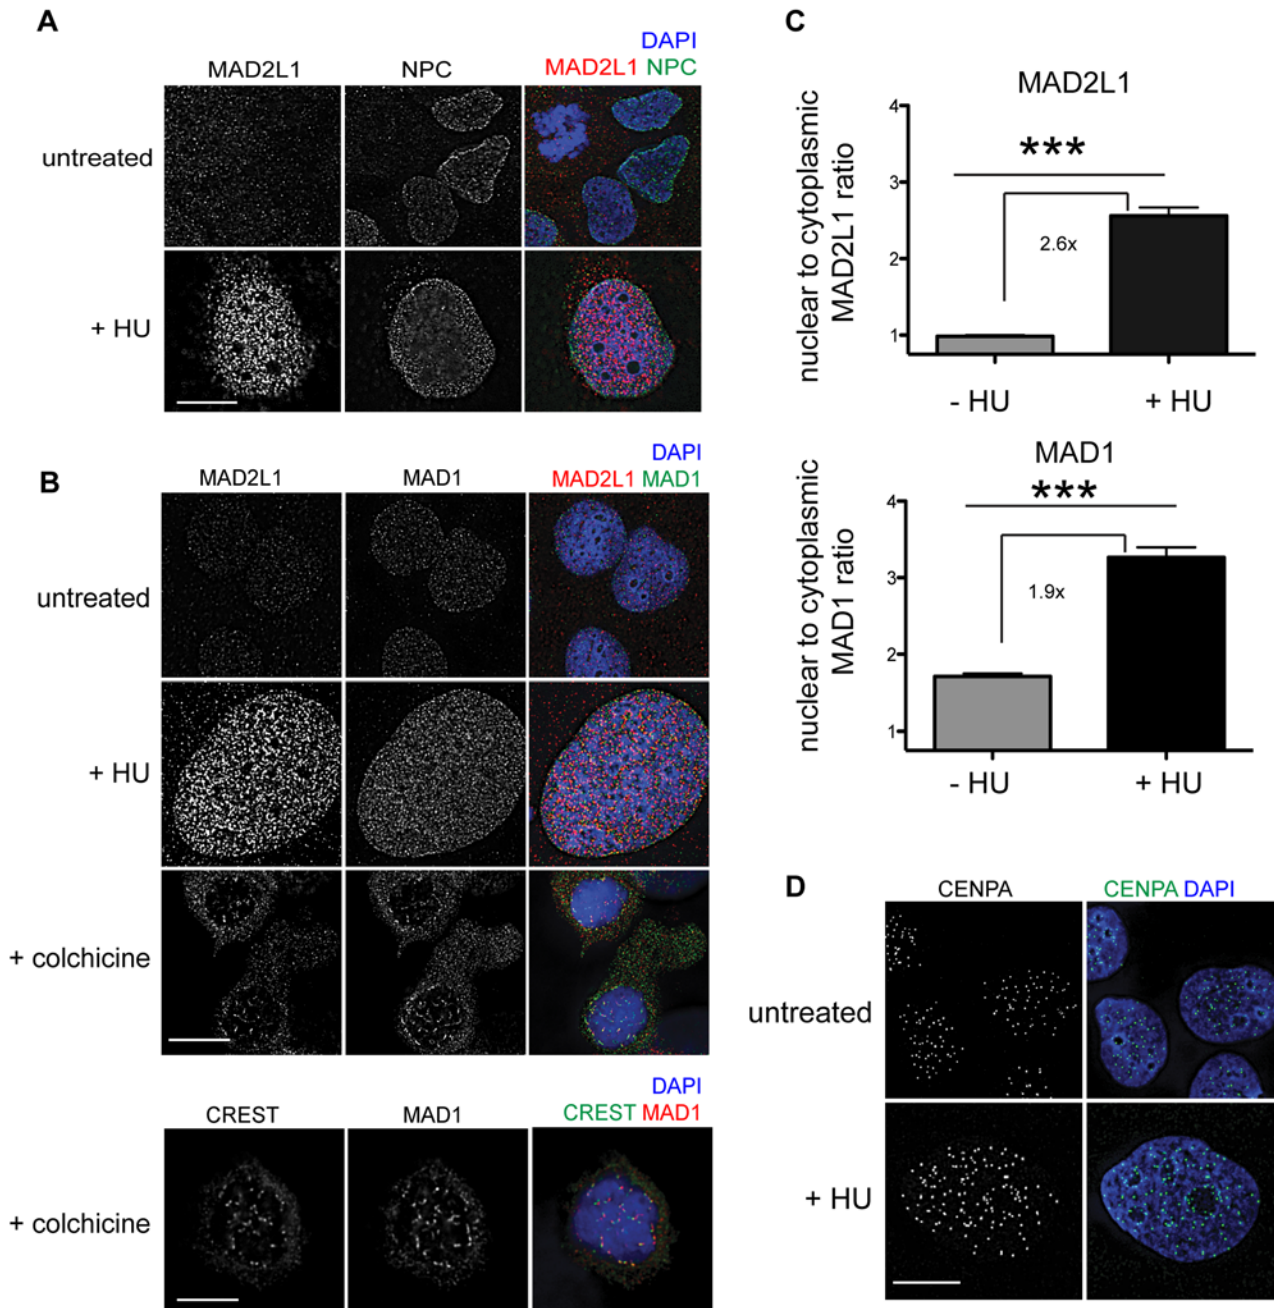 A
DAPI
MAD2L1 NPC MAD2L1 NPC
untreated
+ HU
B
DAPI
MAD2L1 MAD1 MAD2L1 MAD1
untreated
+ HU
+ colchicine
DAPI
CREST MAD1 CREST MAD1
+ colchicine
C
MAD2L1
nuclear to cytoplasmic
MAD2L1 ratio
4
***
3
2.6x
2
1
- HU + HU
MAD1
nuclear to cytoplasmic
MAD1 ratio
4
***
3
1.9x
2
1
- HU + HU
D
CENPA CENPA DAPI
untreated
+ HU